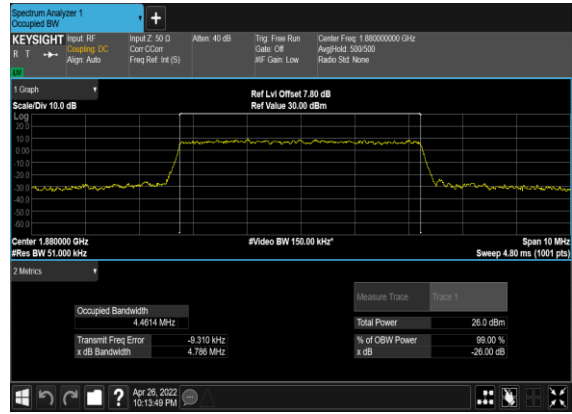 Spectrum Analyzer 1
Occupied BW
+
KEYSIGHT Input: RF Input Z: 50 Ω Atten: 40 dB Trig: Free Run Center Freq: 1.880000000 GHz
R T Coupling: DC Corr CCorr Gate: Off Avg|Hold: 500/500
Align: Auto Freq Ref: Int (S) #IF Gain: Low Radio Std: None
LW
1 Graph
Ref Lvl Offset 7.80 dB
Scale/Div 10.0 dB Ref Value 30.00 dBm
Log
20.0
10.0
0.00
-10.0
-20.0
-30.0
-40.0
-50.0
-60.0
Center 1.880000 GHz #Video BW 150.00 kHz* Span 10 MHz
#Res BW 51.000 kHz Sweep 4.80 ms (1001 pts)
2 Metrics
Measure Trace Trace 1
Occupied Bandwidth
4.4614 MHz Total Power 26.0 dBm
Transmit Freq Error -9.310 kHz % of OBW Power 99.00 %
x dB Bandwidth 4.786 MHz x dB -26.00 dB
? Apr 26, 2022
10:13:49 PM